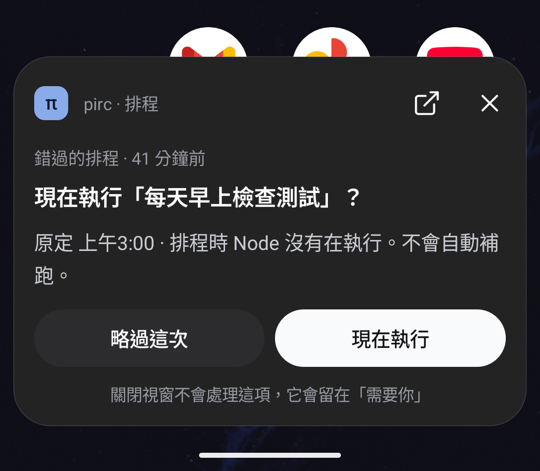 π pirc · 排程
錯過的排程 · 41 分鐘前
現在執行「每天早上檢查測試」？
原定 上午3:00 · 排程時 Node 沒有在執行。不會自動補
跑。
略過這次 現在執行
關閉視窗不會處理這項，它會留在「需要你」